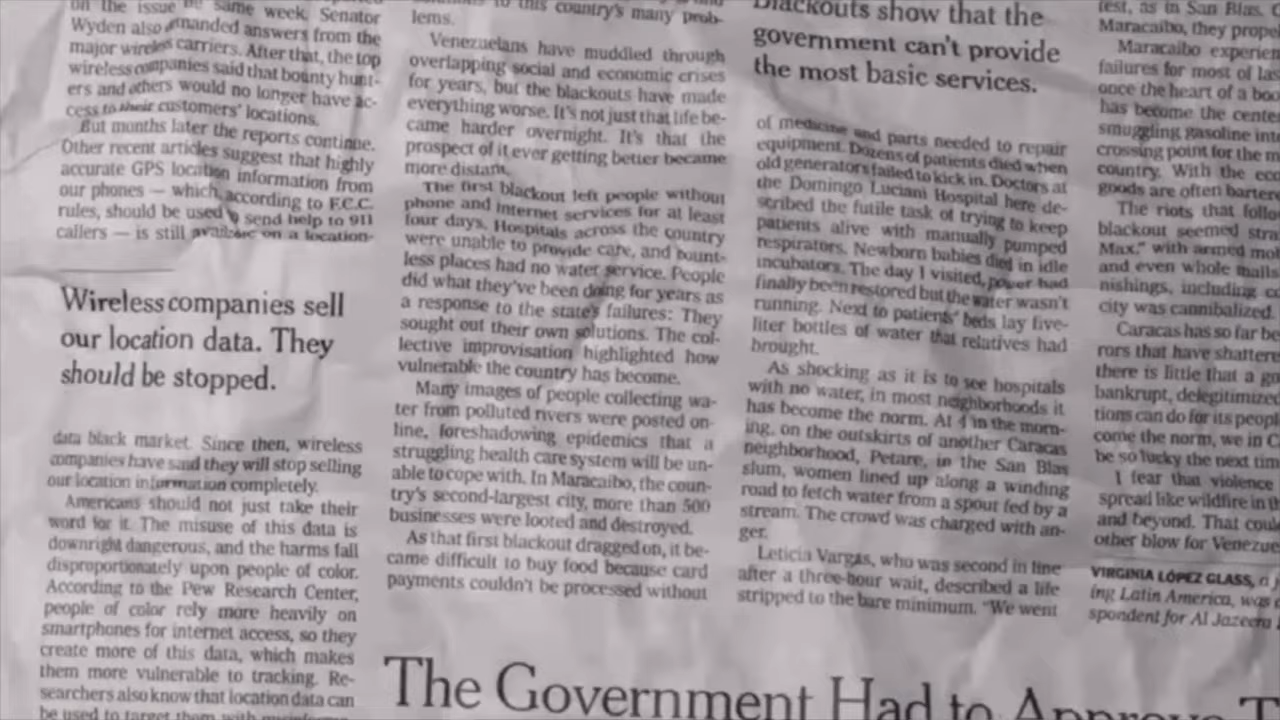 on the issue the same week, Senator
Wyden also demanded answers from the
major wireless carriers. After that, the top
wireless companies said that bounty hunt-
ers and others would no longer have ac-
cess to their customers' locations.
But months later the reports continue.
Other recent articles suggest that highly
accurate GPS location information from
our phones — which, according to F.C.C.
rules, should be used to send help to 911
callers — is still available on a location-
Wireless companies sell
our location data. They
should be stopped.
data black market. Since then, wireless
companies have said they will stop selling
our location information completely.
Americans should not just take their
word for it. The misuse of this data is
downright dangerous, and the harms fall
disproportionately upon people of color.
According to the Pew Research Center,
people of color rely more heavily on
smartphones for internet access, so they
create more of this data, which makes
them more vulnerable to tracking. Re-
searchers also know that location data can
be used to target them with
to this country's many prob-
lems.
Venezuelans have muddled through
overlapping social and economic crises
for years, but the blackouts have made
everything worse. It's not just that life be-
came harder overnight. It's that the
prospect of it ever getting better became
more distant.
The first blackout left people without
phone and internet services for at least
four days. Hospitals across the country
were unable to provide care, and count-
less places had no water service. People
did what they've been doing for years as
a response to the state's failures: They
sought out their own solutions. The col-
lective improvisation highlighted how
vulnerable the country has become.
Many images of people collecting wa-
ter from polluted rivers were posted on-
line, foreshadowing epidemics that a
struggling health care system will be un-
able to cope with. In Maracaibo, the coun-
try's second-largest city, more than 500
businesses were looted and destroyed.
As that first blackout dragged on, it be-
came difficult to buy food because card
payments couldn't be processed without
Blackouts show that the
government can't provide
the most basic services.
of medicine and parts needed to repair
equipment. Dozens of patients died when
old generators failed to kick in. Doctors at
the Domingo Luciani Hospital here de-
scribed the futile task of trying to keep
patients alive with manually pumped
respirators. Newborn babies died in idle
incubators. The day I visited, power had
finally been restored but the water wasn't
running. Next to patients' beds lay five-
liter bottles of water that relatives had
brought.
As shocking as it is to see hospitals
with no water, in most neighborhoods it
has become the norm. At 4 in the morn-
ing, on the outskirts of another Caracas
neighborhood, Petare, in the San Blas
slum, women lined up along a winding
road to fetch water from a spout fed by a
stream. The crowd was charged with an-
ger.
Leticia Vargas, who was second in line
after a three-hour wait, described a life
stripped to the bare minimum. "We went
test, as in San Blas.
Maracaibo, they
Maracaibo
failures for most of
once the heart of a
has become the
smuggling gasoline
crossing point for the
country. With the
goods are often
The riots that
blackout seemed
Max," with armed
and even whole malls
nishings, including
city was cannibalized.
Caracas has so far
rors that have
there is little that a
bankrupt,
tions can do for its
come the norm, we in
be so lucky the next
I fear that violence
spread like wildfire in
and beyond. That
other blow for
VIRGINIA LÓPEZ GLASS, a
ing Latin America, was
spondent for Al Jazeera
The Government Had to Approve T